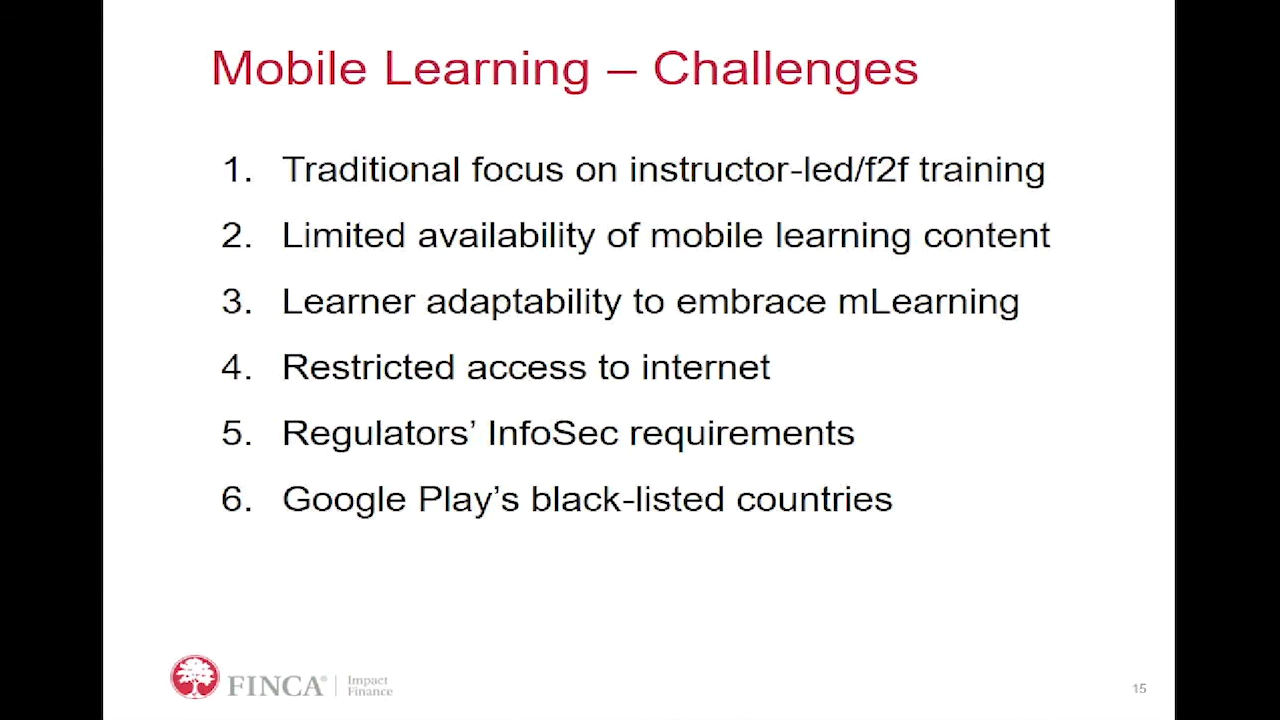 Mobile Learning – Challenges
1. Traditional focus on instructor-led/f2f training
2. Limited availability of mobile learning content
3. Learner adaptability to embrace mLearning
4. Restricted access to internet
5. Regulators’ InfoSec requirements
6. Google Play’s black-listed countries
FINCA® | Impact
Finance
15